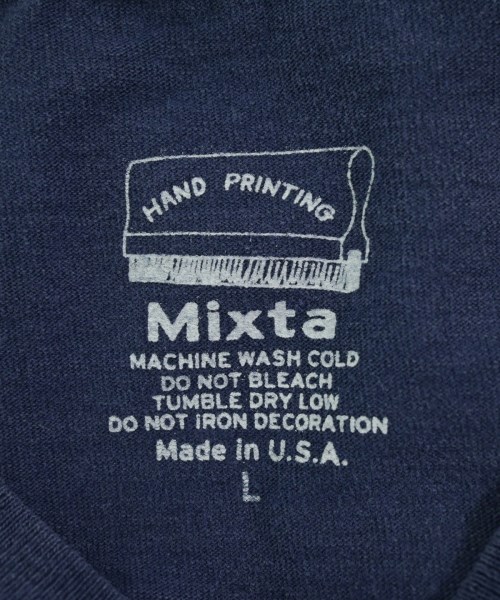 HAND PRINTING
Mixta
MACHINE WASH COLD
DO NOT BLEACH
TUMBLE DRY LOW
DO NOT IRON DECORATION
Made in U.S.A.
L